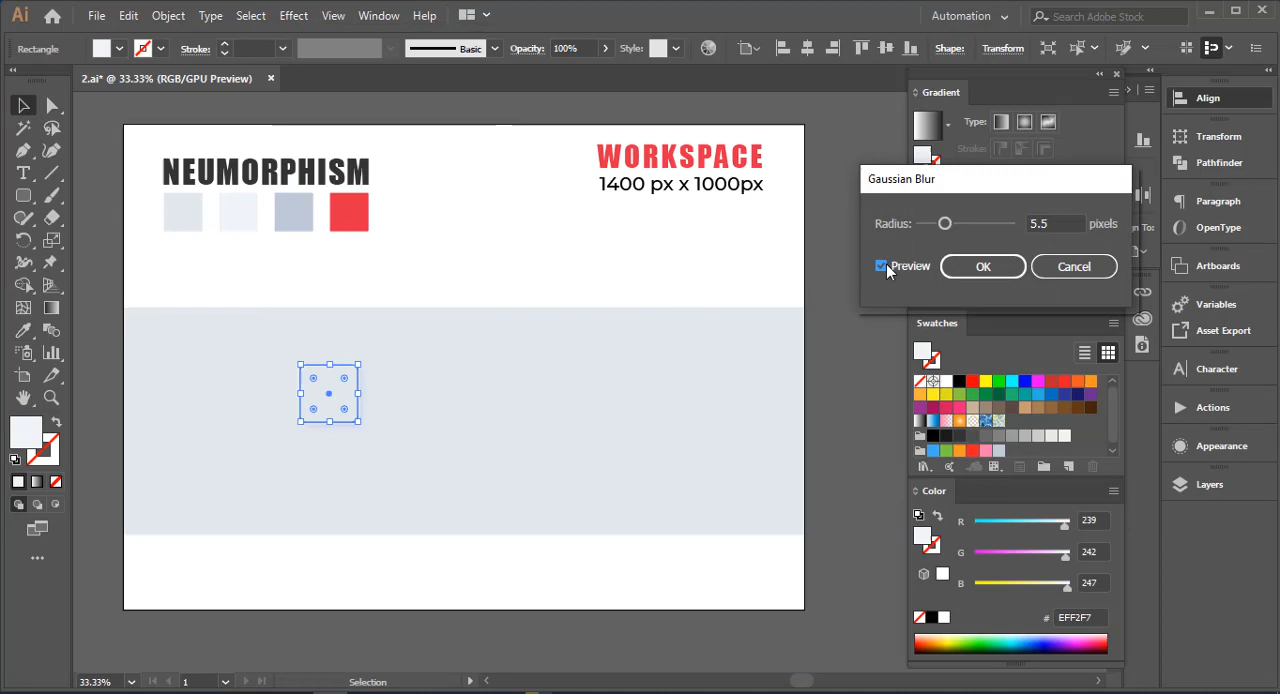 Ai File Edit Object Type Select Effect View Window Help Automation Search Adobe Stock
Rectangle Stroke: Basic Opacity: 100% Style: Shape: Transform
2.ai* @ 33.33% (RGB/GPU Preview)
NEUMORPHISM
WORKSPACE
1400 px x 1000px
Gradient
Type:
Stroke:
Gaussian Blur
Radius: 5.5 pixels
Preview OK Cancel
Swatches
Color
R 239
G 242
B 247
# EFF2F7
Align
Transform
Pathfinder
Paragraph
OpenType
Artboards
Variables
Asset Export
Character
Actions
Appearance
Layers
33.33% 1 Selection